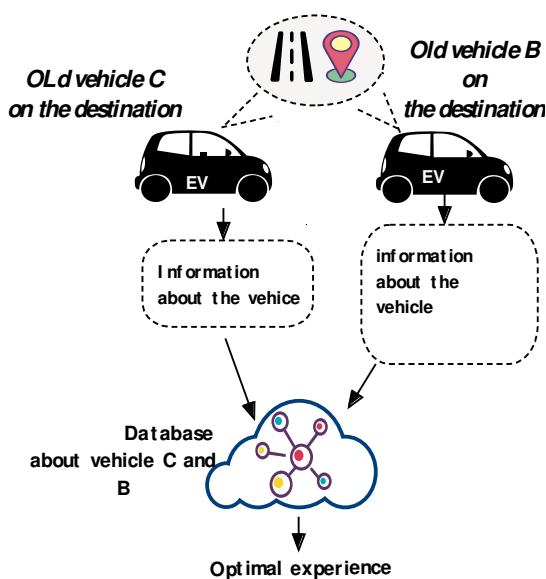 OLd vehicle C
on the destination
Old vehicle B
on
the destination
EV
EV
Information
about the vehice
information
about the
vehicle
Database
about vehicle C and
B
Optimal experience